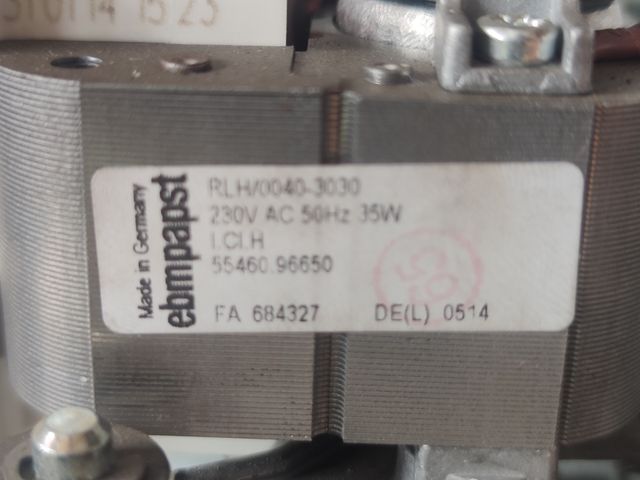 Made in Germany
ebmpapst
RLH/0040-3030
230V AC 50Hz 35W
I.Cl.H
55460.96650
FA 684327 DE(L) 0514